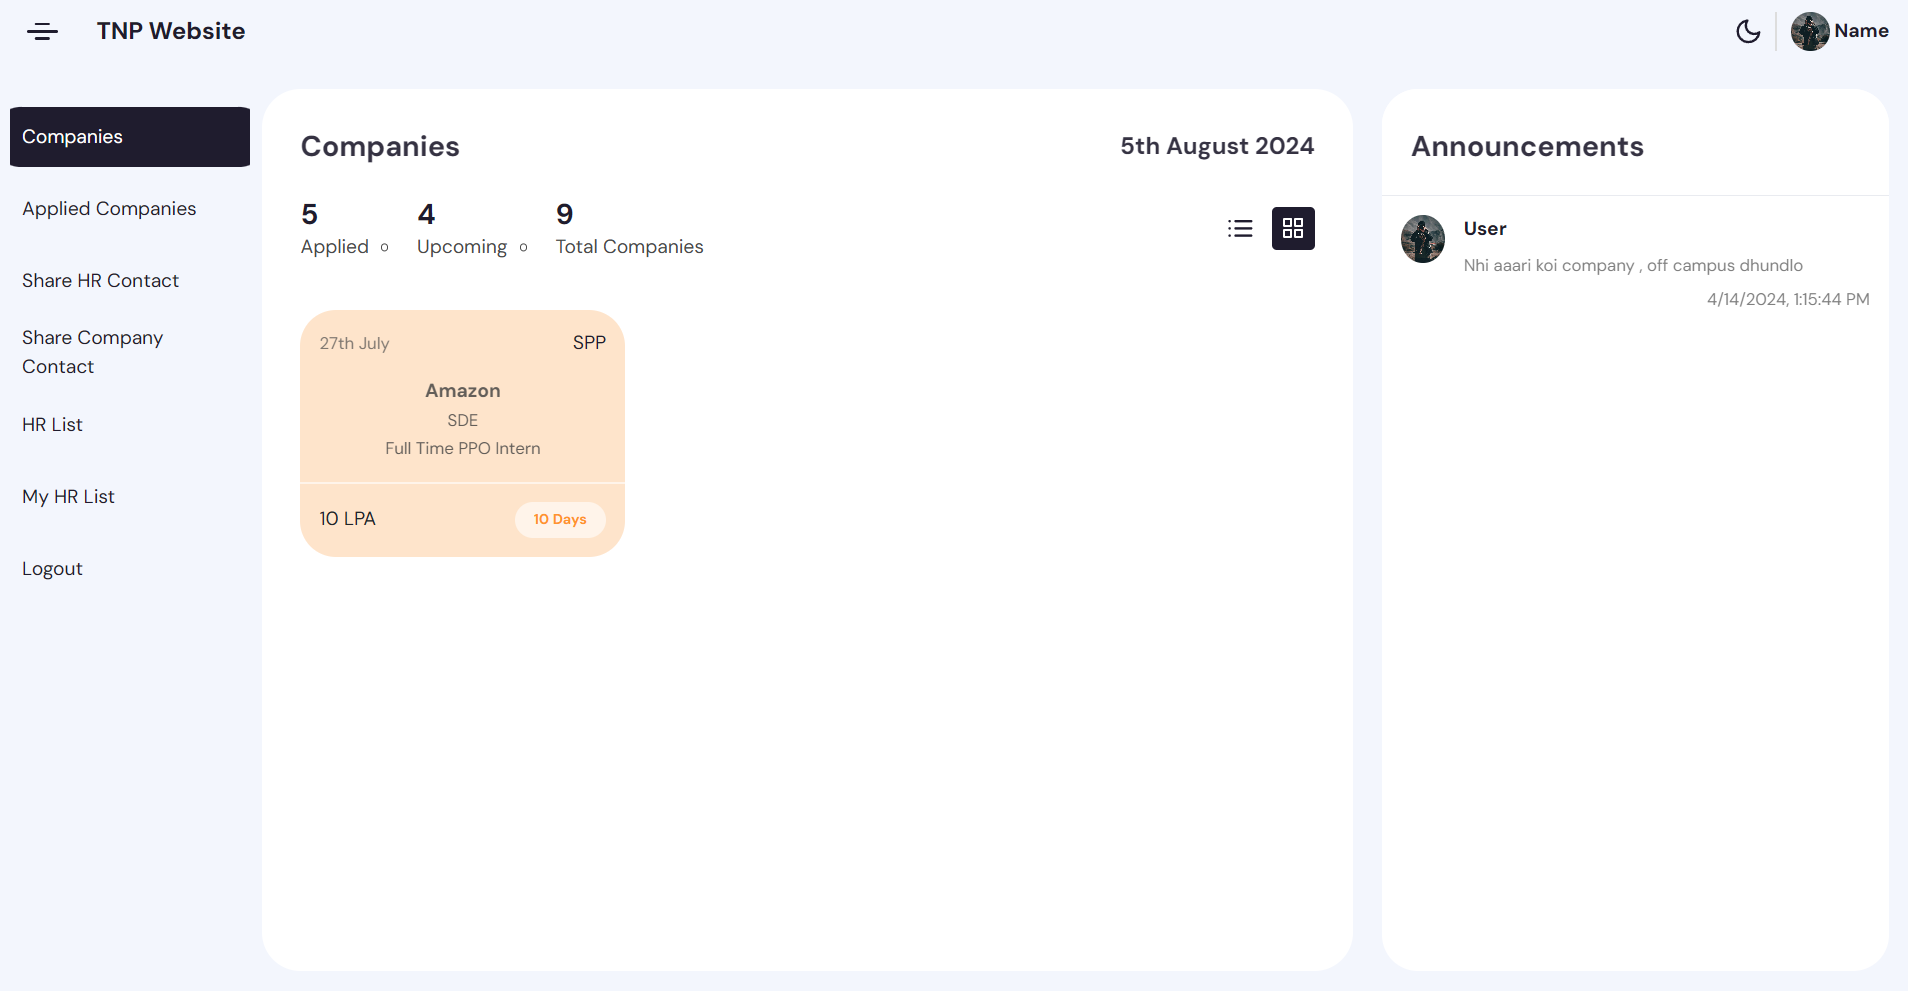 TNP Website
Name
Companies
Applied Companies
Share HR Contact
Share Company
Contact
HR List
My HR List
Logout
Companies
5th August 2024
5
Applied
4
Upcoming
9
Total Companies
27th July
SPP
Amazon
SDE
Full Time PPO Intern
10 LPA
10 Days
Announcements
User
Nhi aaari koi company , off campus dhundlo
4/14/2024, 1:15:44 PM